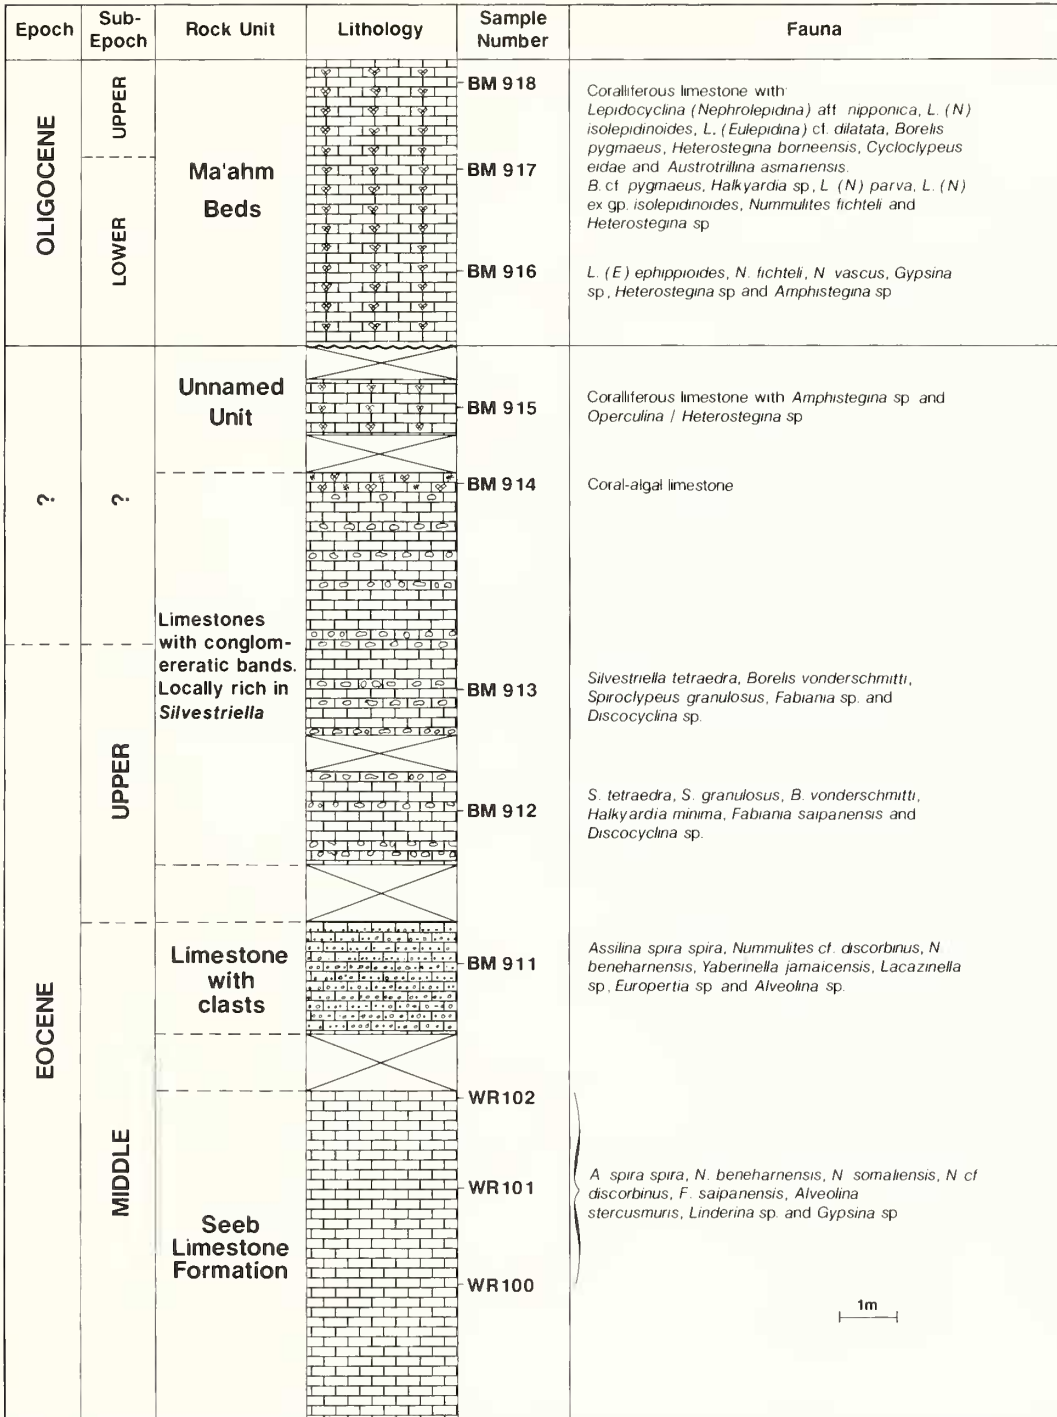 Epoch
Sub-
Epoch
Rock Unit
Lithology
Sample
Number
Fauna
OLIGOCENE
UPPER
LOWER
Ma'ahm
Beds
BM 918
Coralliferous limestone with
Lepidocyclina (Nephrolepidina) aff nipponica, L. (N)
isolepidinoides, L. (Eulepidina) cf. dilatata, Borelis
pygmaeus, Heterostegina borneensis, Cycloclypeus
eidae and Austrotrillina asmariensis.
BM 917
B. cf pygmaeus, Halkyardia sp, L (N) parva, L. (N)
ex gp. isolepidinoides, Nummulites fichteli and
Heterostegina sp
BM 916
L. (E) ephippioides, N. fichteli, N vascus, Gypsina
sp, Heterostegina sp and Amphistegina sp
?
?
Unnamed
Unit
BM 915
Coralliferous limestone with Amphistegina sp and
Operculina / Heterostegina sp
BM 914
Coral-algal limestone
EOCENE
UPPER
Limestones
with conglom-
ereratic bands.
Locally rich in
Silvestriella
BM 913
Silvestriella tetraedra, Borelis vonderschmitti,
Spiroclypeus granulosus, Fabiania sp. and
Discocyclina sp.
BM 912
S. tetraedra, S. granulosus, B. vonderschmitti,
Halkyardia minima, Fabiania saipanensis and
Discocyclina sp.
MIDDLE
Limestone
with
clasts
BM 911
Assilina spira spira, Nummulites cf. discorbinus, N
beneharnensis, Yaberinella jamaicensis, Lacazinella
sp, Europertia sp and Alveolina sp.
Seeb
Limestone
Formation
WR102
WR101
WR100
A spira spira, N. beneharnensis, N somaliensis, N cf
discorbinus, F. saipanensis, Alveolina
stercusmuris, Linderina sp. and Gypsina sp
1m